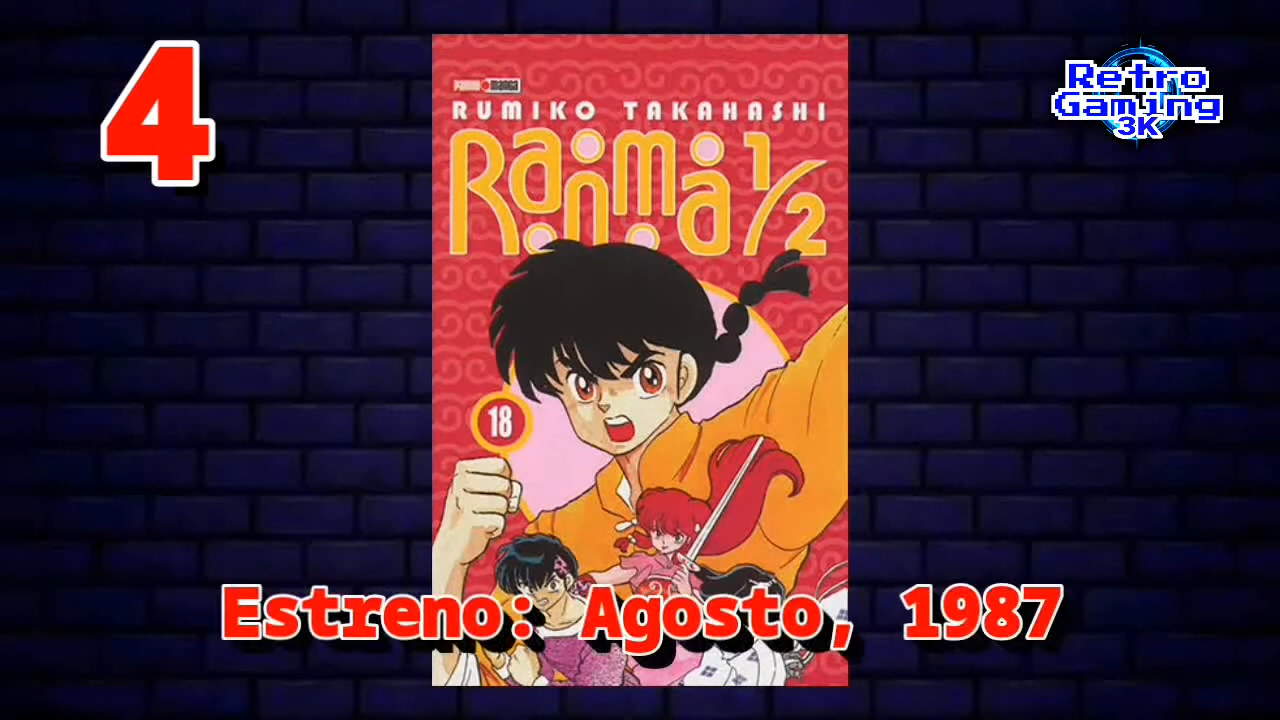 4
Retro
Gaming
3K
PANINI MANGA
RUMIKO TAKAHASHI
Ranma 1/2
18
Estreno: Agosto, 1987